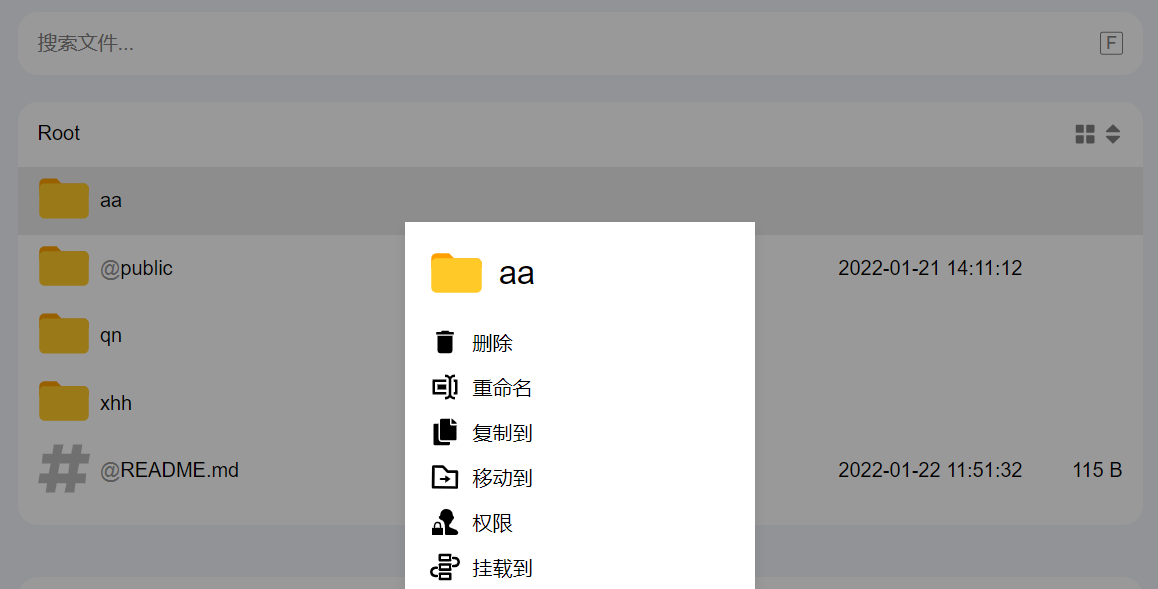 搜索文件... F
Root
aa
@public 2022-01-21 14:11:12
qn
xhh
@README.md 2022-01-22 11:51:32 115 B
aa
删除
重命名
复制到
移动到
权限
挂载到